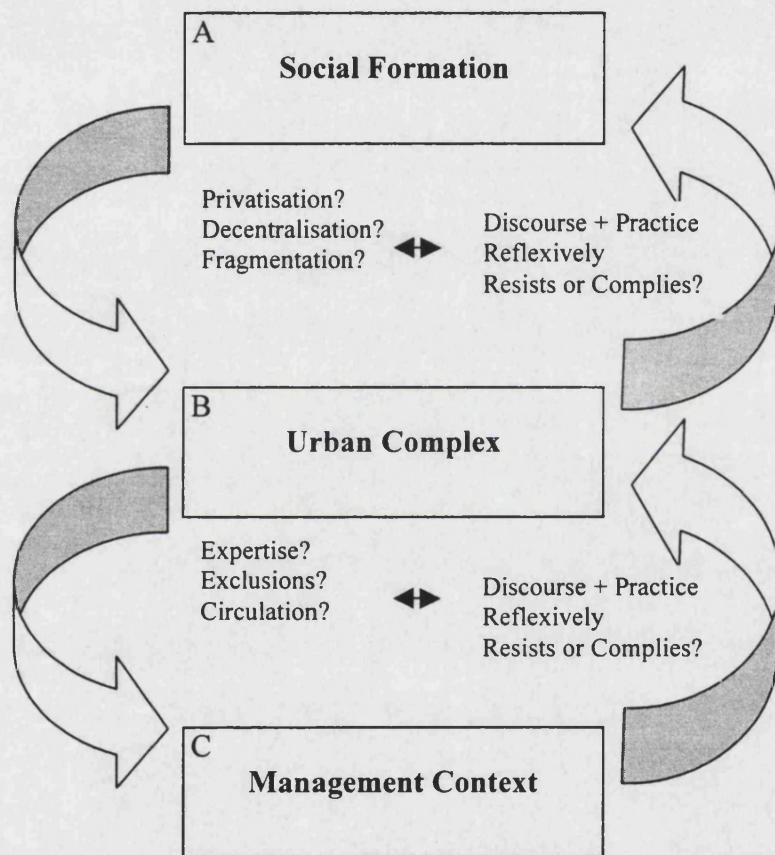 A
Social Formation
Privatisation?
Decentralisation?
Fragmentation?
Discourse + Practice
Reflexively
Resists or Complies?
B
Urban Complex
Expertise?
Exclusions?
Circulation?
Discourse + Practice
Reflexively
Resists or Complies?
C
Management Context